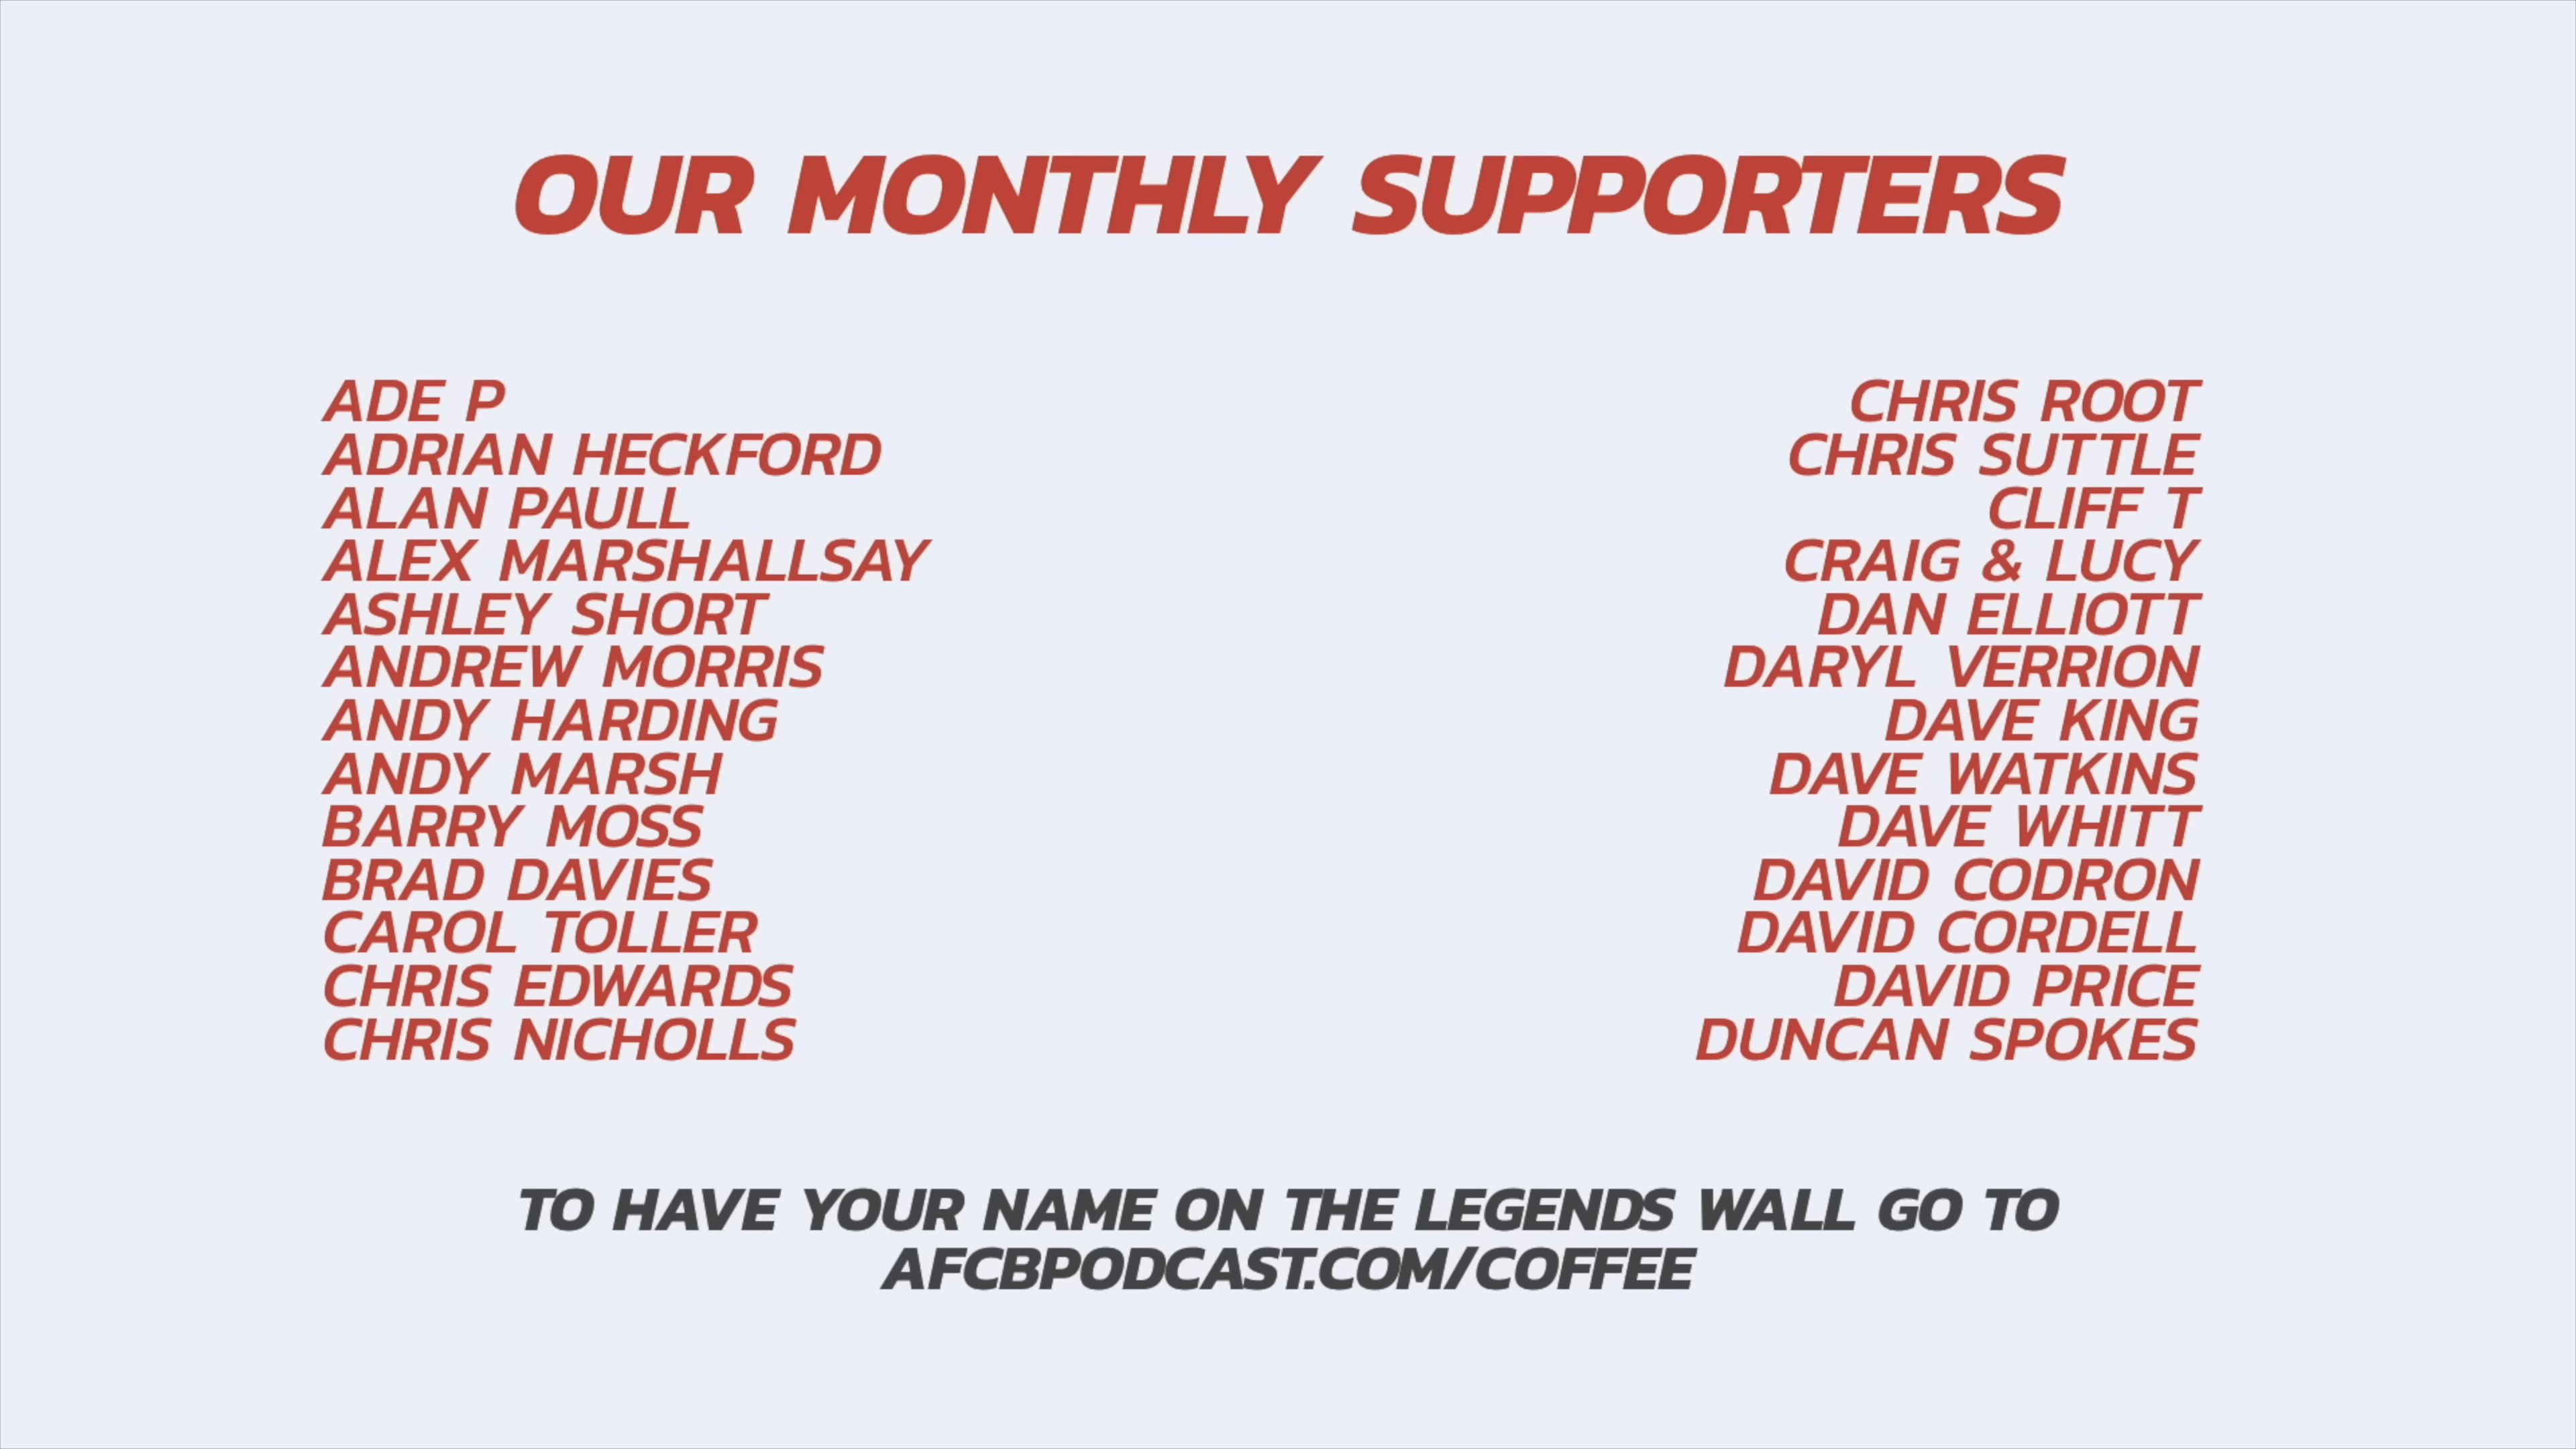 OUR MONTHLY SUPPORTERS
ADE P
ADRIAN HECKFORD
ALAN PAULL
ALEX MARSHALLSAY
ASHLEY SHORT
ANDREW MORRIS
ANDY HARDING
ANDY MARSH
BARRY MOSS
BRAD DAVIES
CAROL TOLLER
CHRIS EDWARDS
CHRIS NICHOLLS
CHRIS ROOT
CHRIS SUTTLE
CLIFF T
CRAIG & LUCY
DAN ELLIOTT
DARYL VERRION
DAVE KING
DAVE WATKINS
DAVE WHITT
DAVID CODRON
DAVID CORDELL
DAVID PRICE
DUNCAN SPOKES
TO HAVE YOUR NAME ON THE LEGENDS WALL GO TO
AFCBPODCAST.COM/COFFEE